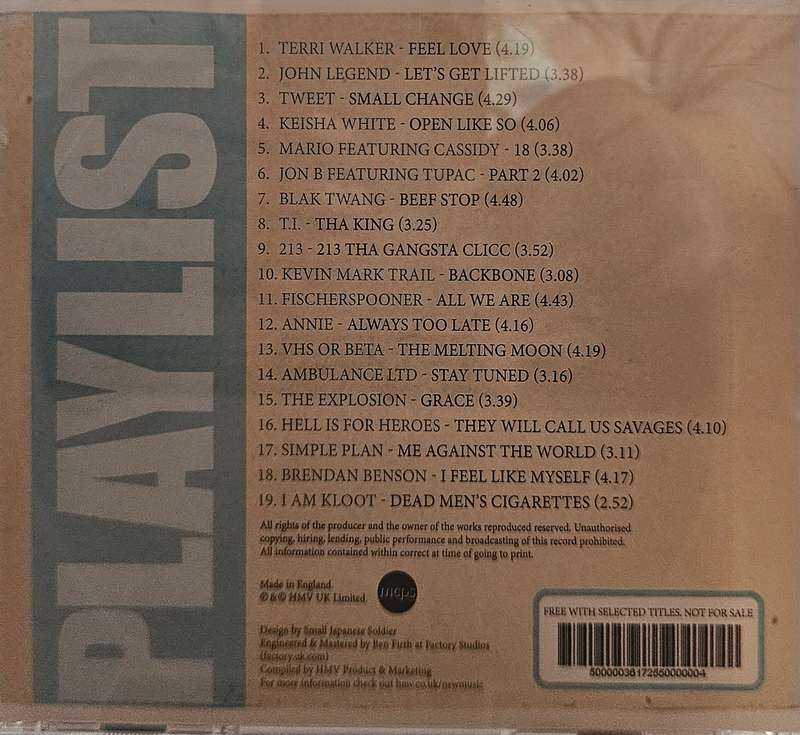 PLAYLIST
1. TERRI WALKER - FEEL LOVE (4.19)
2. JOHN LEGEND - LET'S GET LIFTED (3.38)
3. TWEET - SMALL CHANGE (4.29)
4. KEISHA WHITE - OPEN LIKE SO (4.06)
5. MARIO FEATURING CASSIDY - 18 (3.38)
6. JON B FEATURING TUPAC - PART 2 (4.02)
7. BLAK TWANG - BEEF STOP (4.48)
8. T.I. - THA KING (3.25)
9. 213 - 213 THA GANGSTA CLICC (3.52)
10. KEVIN MARK TRAIL - BACKBONE (3.08)
11. FISCHERSPOONER - ALL WE ARE (4.43)
12. ANNIE - ALWAYS TOO LATE (4.16)
13. VHS OR BETA - THE MELTING MOON (4.19)
14. AMBULANCE LTD - STAY TUNED (3.16)
15. THE EXPLOSION - GRACE (3.39)
16. HELL IS FOR HEROES - THEY WILL CALL US SAVAGES (4.10)
17. SIMPLE PLAN - ME AGAINST THE WORLD (3.11)
18. BRENDAN BENSON - I FEEL LIKE MYSELF (4.17)
19. I AM KLOOT - DEAD MEN'S CIGARETTES (2.52)
All rights of the producer and the owner of the works reproduced reserved. Unauthorised
copying, hiring, lending, public performance and broadcasting of this record prohibited.
All information contained within correct at time of going to print.
Made in England.
℗ & © HMV UK Limited.
mcps
Design by Small Japanese Soldier
Engineered & Mastered by Ben Firth at Factory Studios
(factory.uk.com)
Compiled by HMV Product & Marketing
For more information check out hmv.co.uk/newmusic
FREE WITH SELECTED TITLES. NOT FOR SALE
50000036172550000004